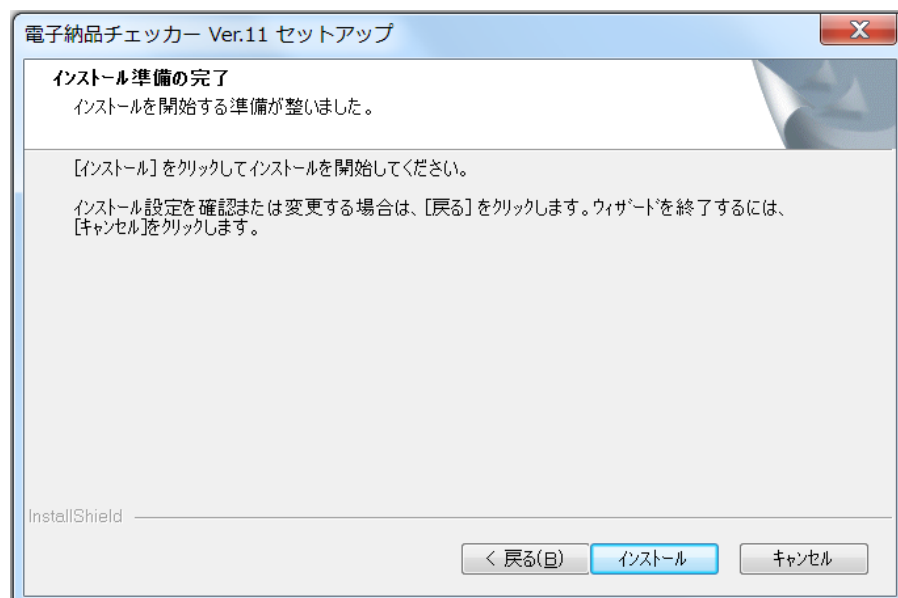 電子納品チェッカー Ver.11 セットアップ
インストール準備の完了
インストールを開始する準備が整いました。
[インストール] をクリックしてインストールを開始してください。
インストール設定を確認または変更する場合は、[戻る] をクリックします。ウィザードを終了するには、
[キャンセル]をクリックします。
InstallShield
< 戻る(B) インストール キャンセル